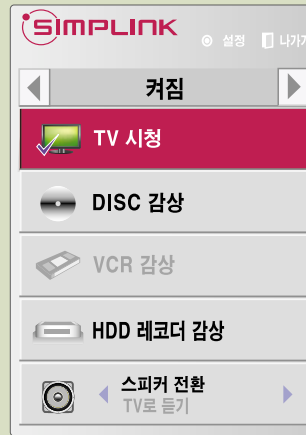 SIMPLINK
설정 나가기
켜짐
TV 시청
DISC 감상
VCR 감상
HDD 레코더 감상
스피커 전환
TV로 듣기